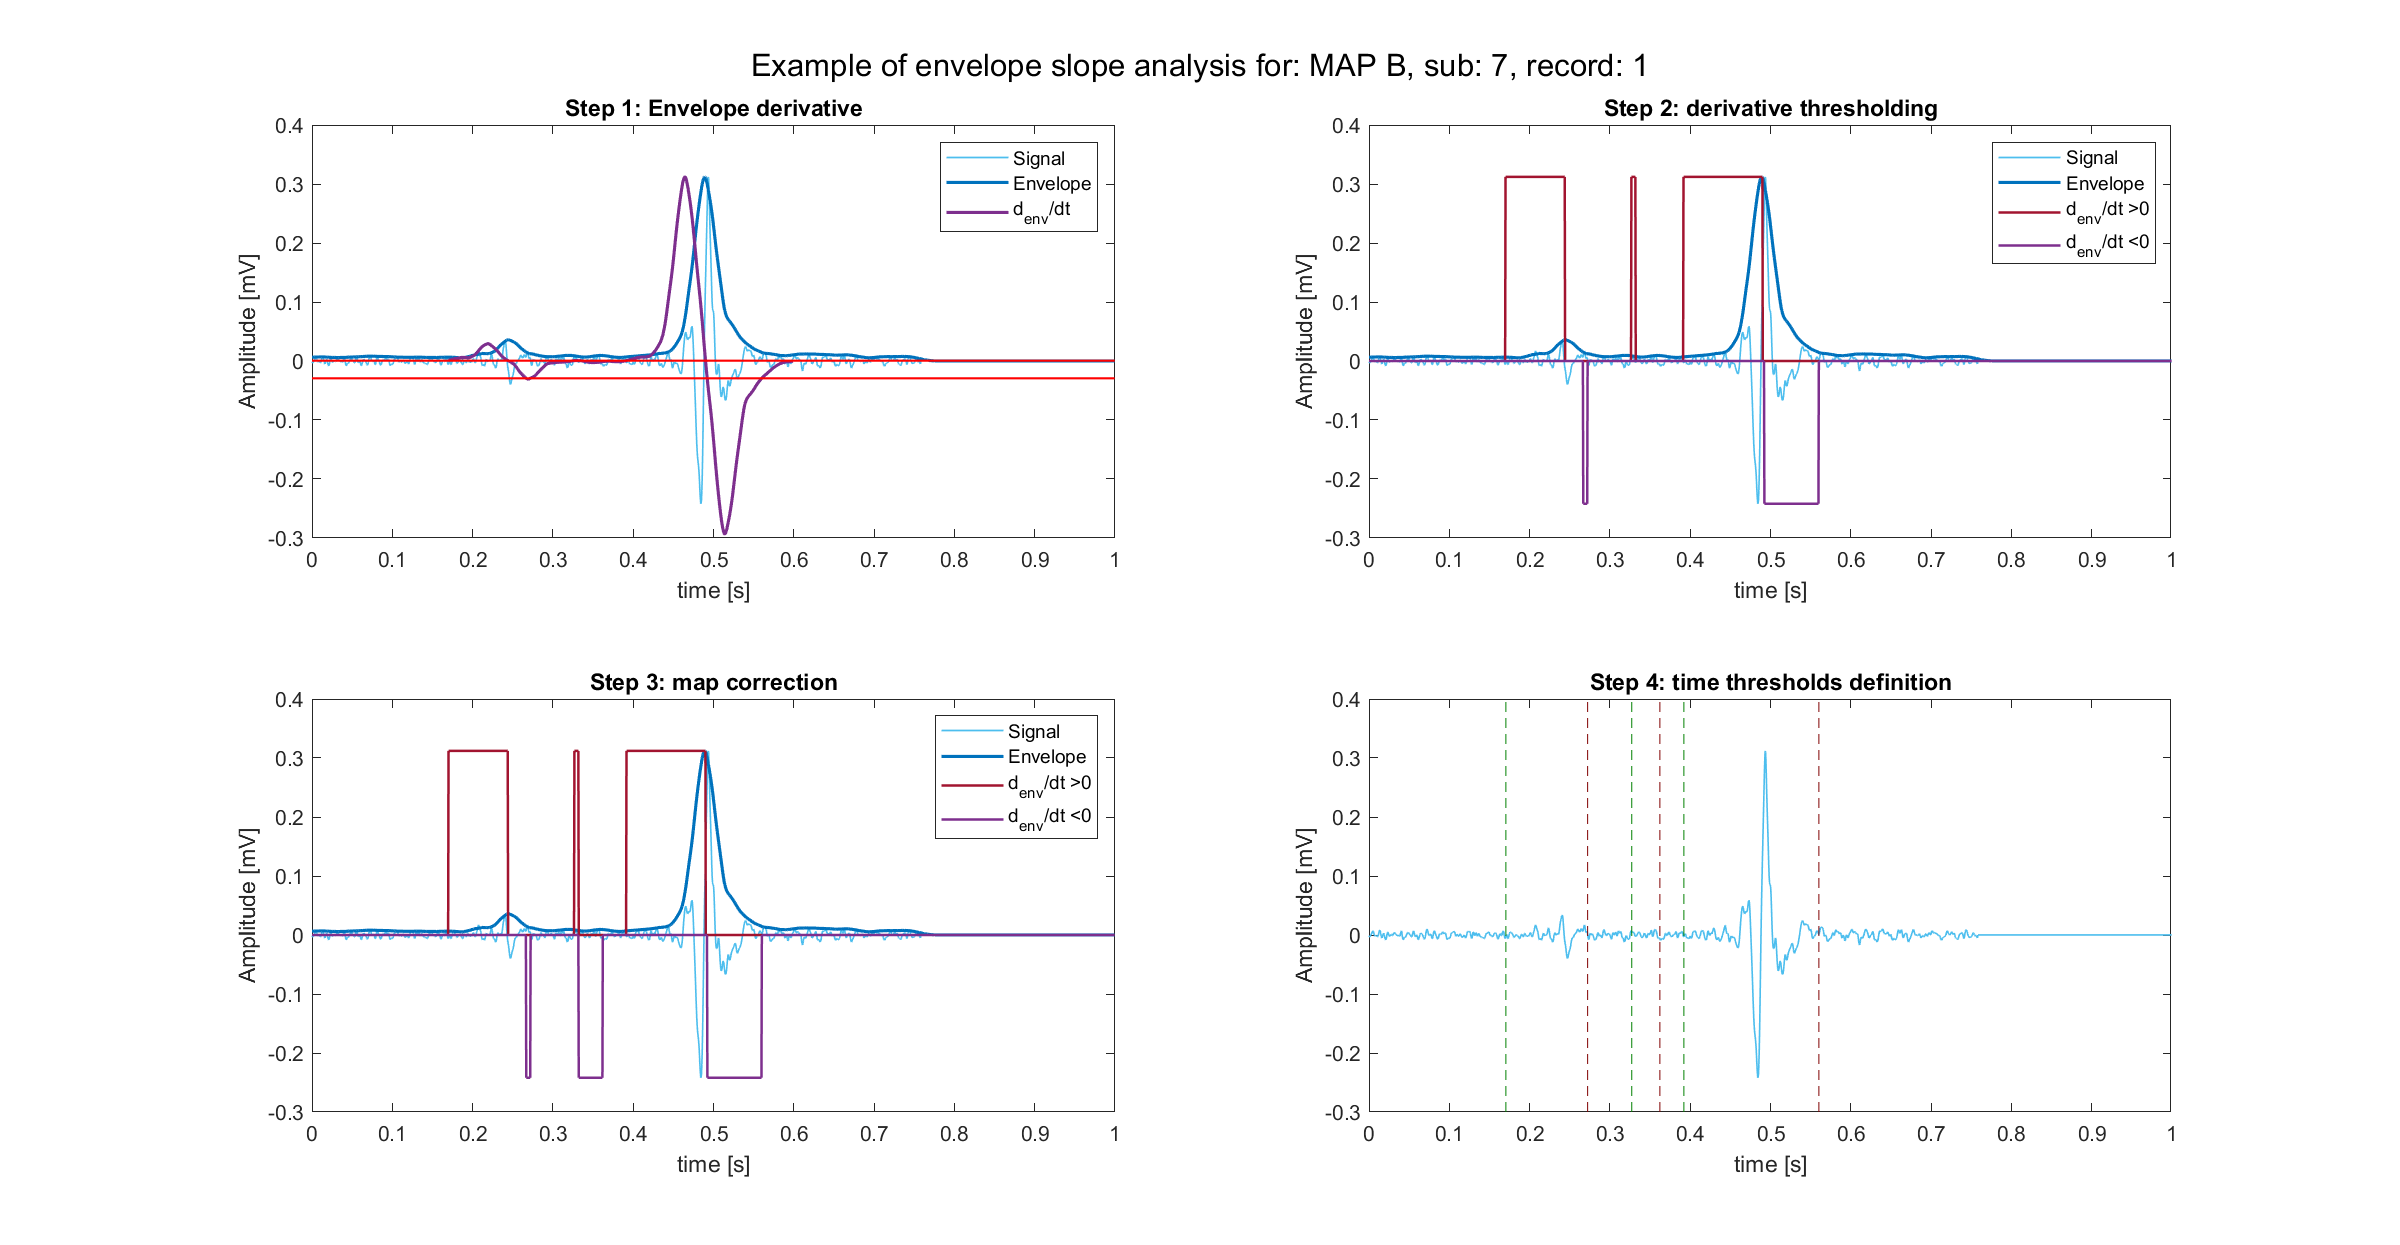 Example of envelope slope analysis for: MAP B, sub: 7, record: 1
Step 1: Envelope derivative
0.4
0.3
0.2
0.1
0
-0.1
-0.2
-0.3
Amplitude [mV]
0 0.1 0.2 0.3 0.4 0.5 0.6 0.7 0.8 0.9 1
time [s]
Signal
Envelope
d_env/dt
Step 2: derivative thresholding
0.4
0.3
0.2
0.1
0
-0.1
-0.2
-0.3
Amplitude [mV]
0 0.1 0.2 0.3 0.4 0.5 0.6 0.7 0.8 0.9 1
time [s]
Signal
Envelope
d_env/dt >0
d_env/dt <0
Step 3: map correction
0.4
0.3
0.2
0.1
0
-0.1
-0.2
-0.3
Amplitude [mV]
0 0.1 0.2 0.3 0.4 0.5 0.6 0.7 0.8 0.9 1
time [s]
Signal
Envelope
d_env/dt >0
d_env/dt <0
Step 4: time thresholds definition
0.4
0.3
0.2
0.1
0
-0.1
-0.2
-0.3
Amplitude [mV]
0 0.1 0.2 0.3 0.4 0.5 0.6 0.7 0.8 0.9 1
time [s]